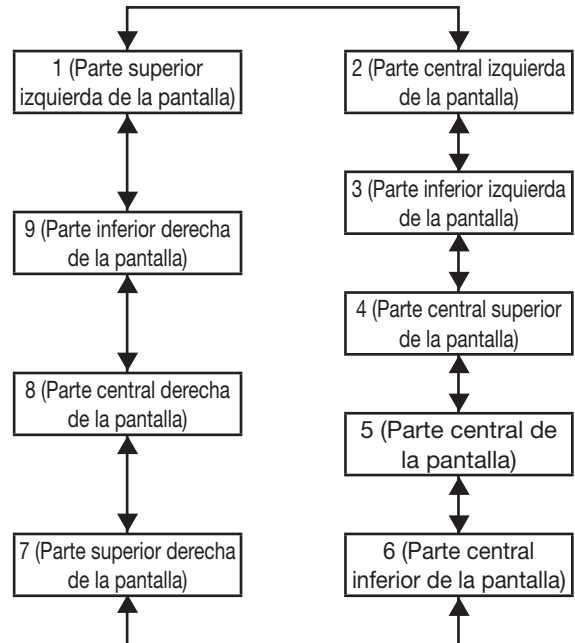 1 (Parte superior
izquierda de la pantalla)
2 (Parte central izquierda
de la pantalla)
3 (Parte inferior izquierda
de la pantalla)
9 (Parte inferior derecha
de la pantalla)
4 (Parte central superior
de la pantalla)
8 (Parte central derecha
de la pantalla)
5 (Parte central de
la pantalla)
7 (Parte superior derecha
de la pantalla)
6 (Parte central
inferior de la pantalla)